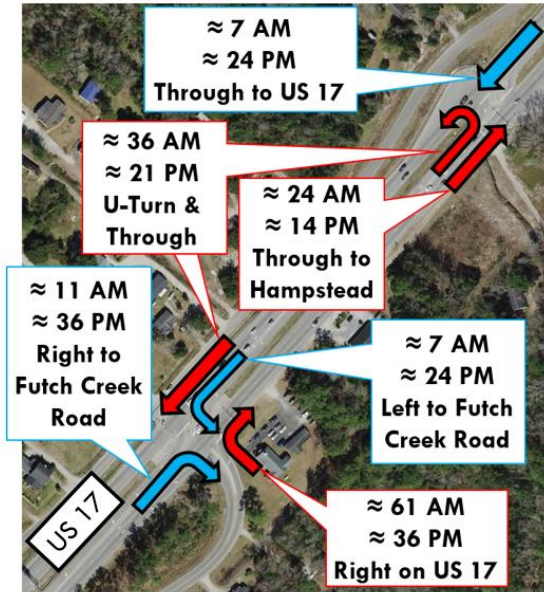 ≈ 7 AM
≈ 24 PM
Through to US 17
≈ 36 AM
≈ 21 PM
U-Turn &
Through
≈ 24 AM
≈ 14 PM
Through to
Hampstead
≈ 11 AM
≈ 36 PM
Right to
Futch Creek
Road
≈ 7 AM
≈ 24 PM
Left to Futch
Creek Road
US 17
≈ 61 AM
≈ 36 PM
Right on US 17